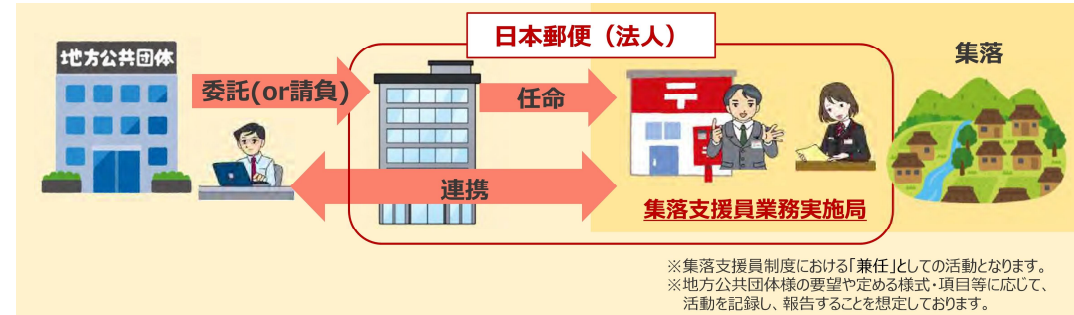 日本郵便（法人）
地方公共団体
集落
委託(or請負)
任命
連携
集落支援員業務実施局
※集落支援員制度における「兼任」としての活動となります。
※地方公共団体様の要望や定める様式・項目等に応じて、
活動を記録し、報告することを想定しております。